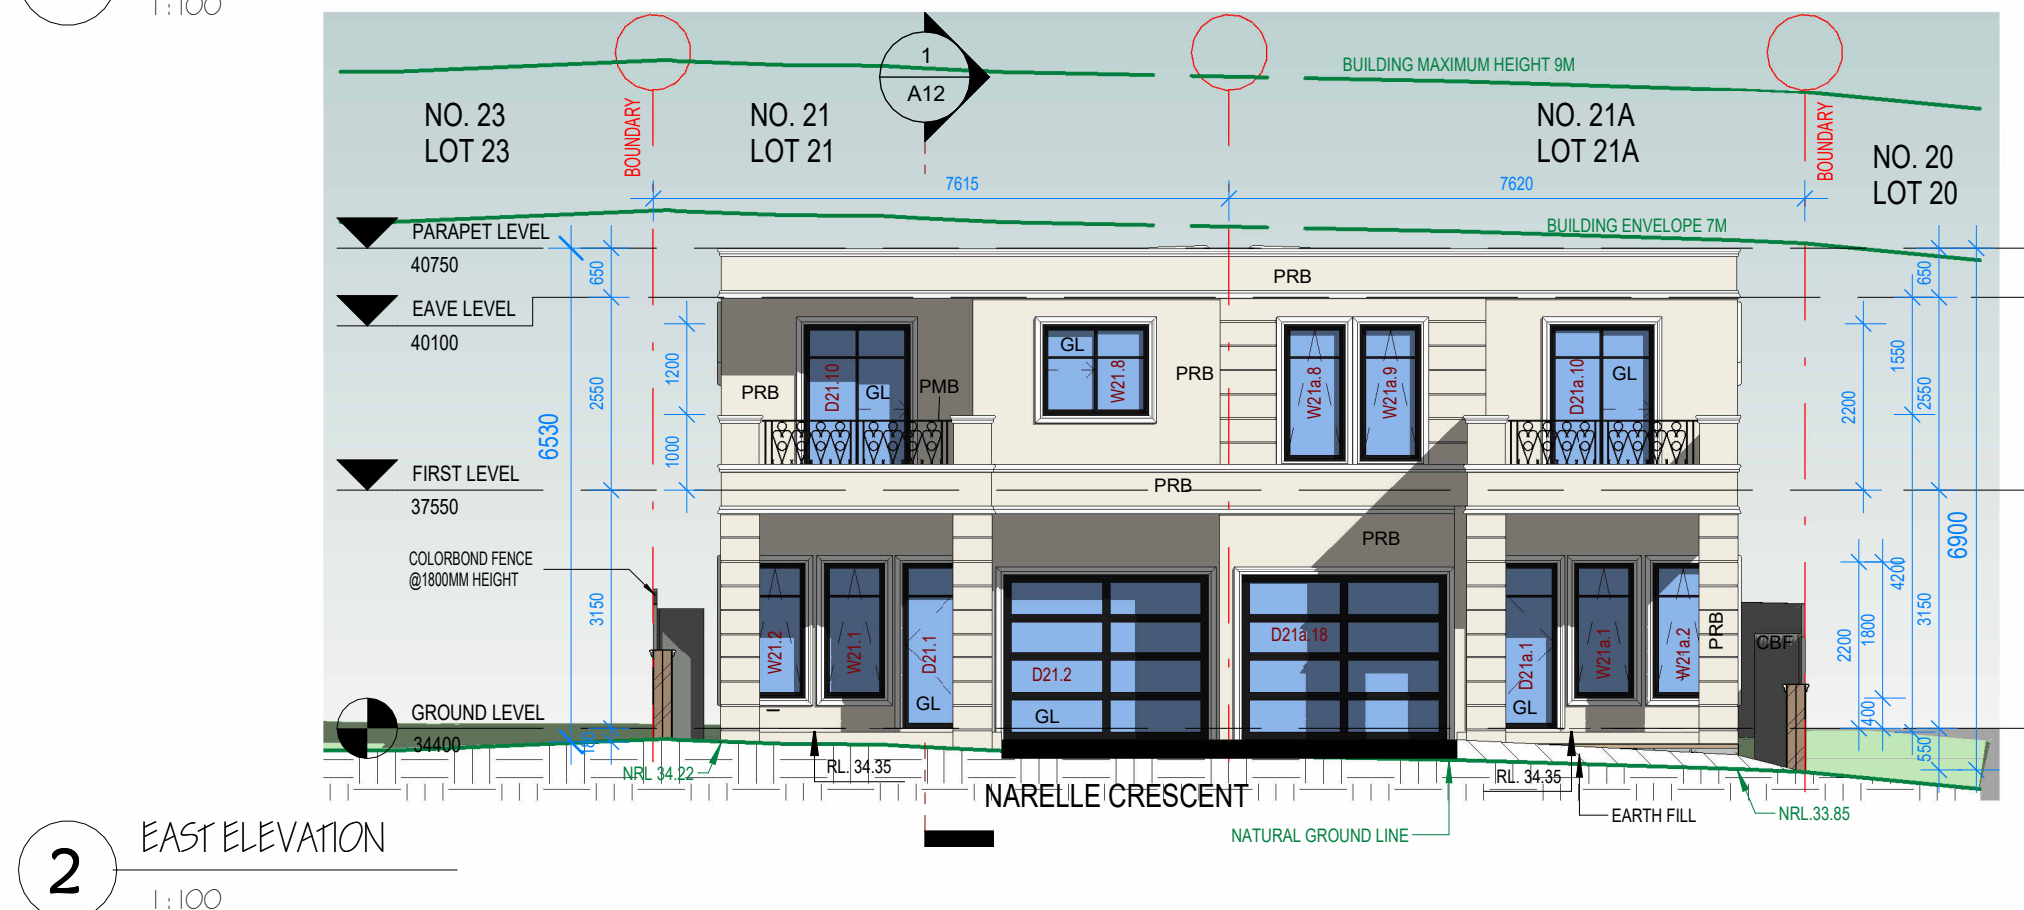 1:100
1
A12
BUILDING MAXIMUM HEIGHT 9M
NO. 23
LOT 23
BOUNDARY
NO. 21
LOT 21
NO. 21A
LOT 21A
BOUNDARY
NO. 20
LOT 20
7615
7620
BUILDING ENVELOPE 7M
PARAPET LEVEL
40750
EAVE LEVEL
40100
FIRST LEVEL
37550
COLORBOND FENCE
@1800MM HEIGHT
GROUND LEVEL
34400
6530
650
2550
3150
180
1200
1000
PRB
PRB
D21.10
GL
PMB
GL
W21.8
PRB
W21a.8
W21a.9
D21a.10
GL
PRB
PRB
W21.2
W21.1
D21.1
GL
D21.2
GL
D21a.18
D21a.1
GL
W21a.1
W21a.2
PRB
CBF
2200
1550
2550
650
6900
2200
1800
400
4200
3150
550
NRL 34.22
RL. 34.35
NARELLE CRESCENT
RL. 34.35
EARTH FILL
NRL.33.85
NATURAL GROUND LINE
2
EAST ELEVATION
1:100